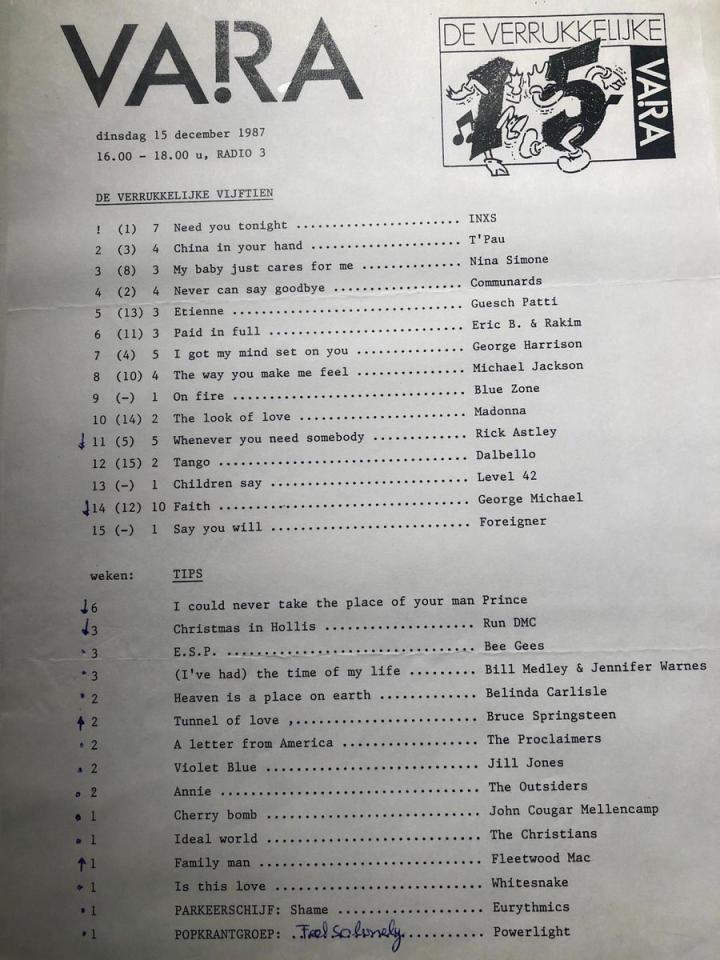 VARA
DE VERRUKKELIJKE
15
VARA
dinsdag 15 december 1987
16.00 - 18.00 u, RADIO 3
DE VERRUKKELIJKE VIJFTIEN
! (1) 7 Need you tonight ....................... INXS
2 (3) 4 China in your hand ..................... T'Pau
3 (8) 3 My baby just cares for me .............. Nina Simone
4 (2) 4 Never can say goodbye .................. Communards
5 (13) 3 Etienne ................................ Guesch Patti
6 (11) 3 Paid in full ........................... Eric B. & Rakim
7 (4) 5 I got my mind set on you ............... George Harrison
8 (10) 4 The way you make me feel ............... Michael Jackson
9 (-) 1 On fire ................................ Blue Zone
10 (14) 2 The look of love ....................... Madonna
↓ 11 (5) 5 Whenever you need somebody ............. Rick Astley
12 (15) 2 Tango .................................. Dalbello
13 (-) 1 Children say ........................... Level 42
↓ 14 (12) 10 Faith .................................. George Michael
15 (-) 1 Say you will ........................... Foreigner
weken: TIPS
↓ 6 I could never take the place of your man Prince
↓ 3 Christmas in Hollis .................... Run DMC
• 3 E.S.P. ................................. Bee Gees
• 3 (I've had) the time of my life ......... Bill Medley & Jennifer Warnes
• 2 Heaven is a place on earth ............. Belinda Carlisle
↑ 2 Tunnel of love ,........................ Bruce Springsteen
• 2 A letter from America .................. The Proclaimers
• 2 Violet Blue ............................ Jill Jones
• 2 Annie .................................. The Outsiders
• 1 Cherry bomb ............................ John Cougar Mellencamp
• 1 Ideal world ............................ The Christians
↑ 1 Family man ............................. Fleetwood Mac
• 1 Is this love ........................... Whitesnake
• 1 PARKEERSCHIJF: Shame ................... Eurythmics
• 1 POPKRANTGROEP: ..Feel So lonely........... Powerlight